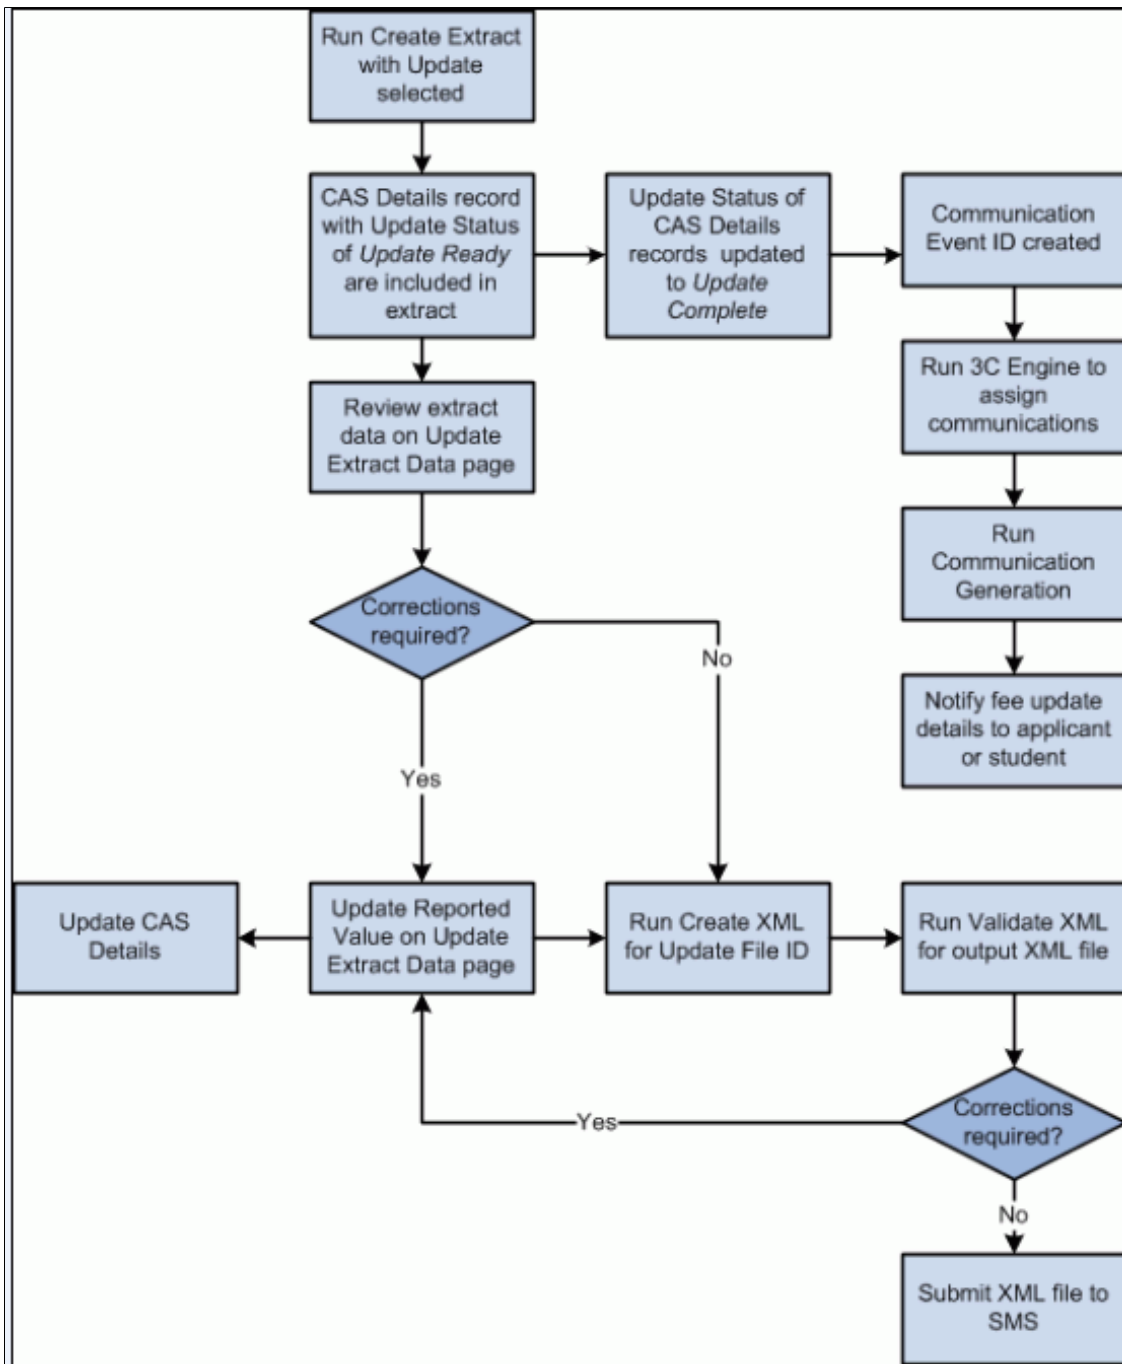 Run Create Extract
with Update
selected
CAS Details record
with Update Status
of Update Ready
are included in
extract
Update Status of
CAS Details
records updated
to Update
Complete
Communication
Event ID created
Run 3C Engine to
assign
communications
Review extract
data on Update
Extract Data page
Run
Communication
Generation
Corrections
required?
No
Notify fee update
details to applicant
or student
Yes
Update CAS
Details
Update Reported
Value on Update
Extract Data page
Run Create XML
for Update File ID
Run Validate XML
for output XML file
Corrections
required?
Yes
No
Submit XML file to
SMS